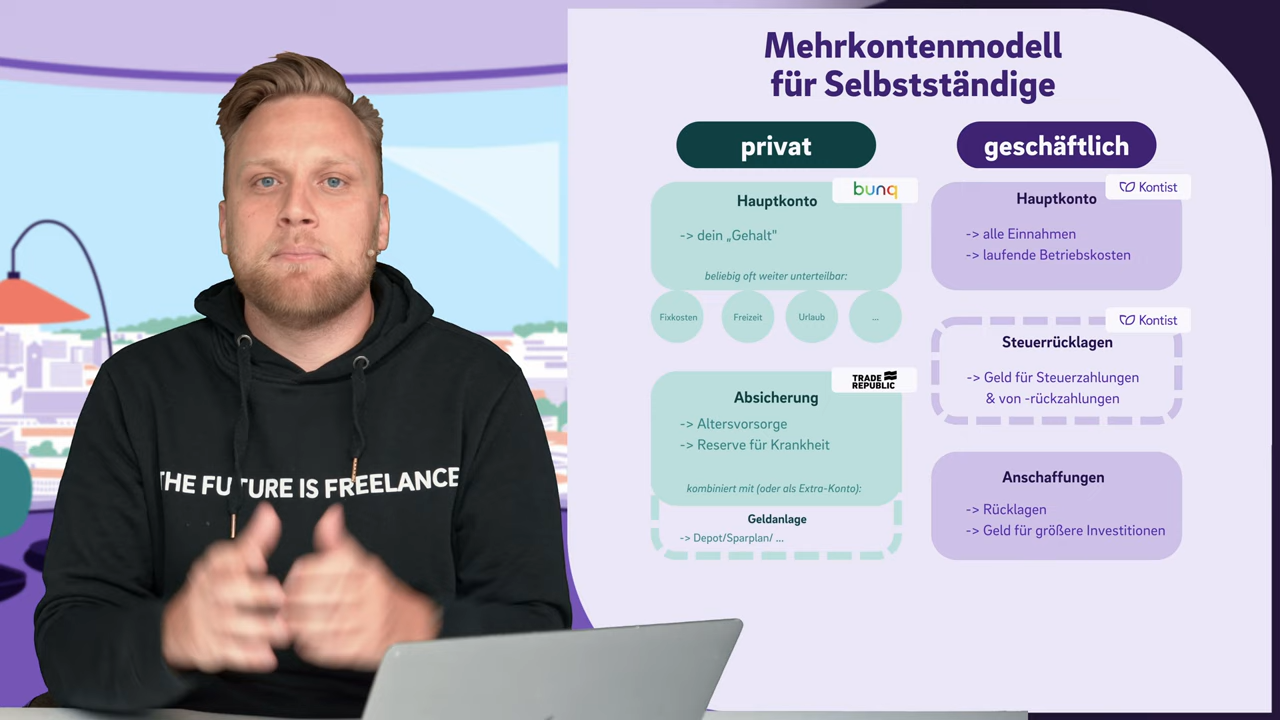 THE FUTURE IS FREELANCE
Mehrkontenmodell
für Selbstständige
privat
bunq
Hauptkonto
-> dein „Gehalt"
beliebig oft weiter unterteilbar:
Fixkosten
Freizeit
Urlaub
...
TRADE
REPUBLIC
Absicherung
-> Altersvorsorge
-> Reserve für Krankheit
kombiniert mit (oder als Extra-Konto):
Geldanlage
-> Depot/Sparplan/ ...
geschäftlich
Kontist
Hauptkonto
-> alle Einnahmen
-> laufende Betriebskosten
Kontist
Steuerrücklagen
-> Geld für Steuerzahlungen
& von -rückzahlungen
Anschaffungen
-> Rücklagen
-> Geld für größere Investitionen